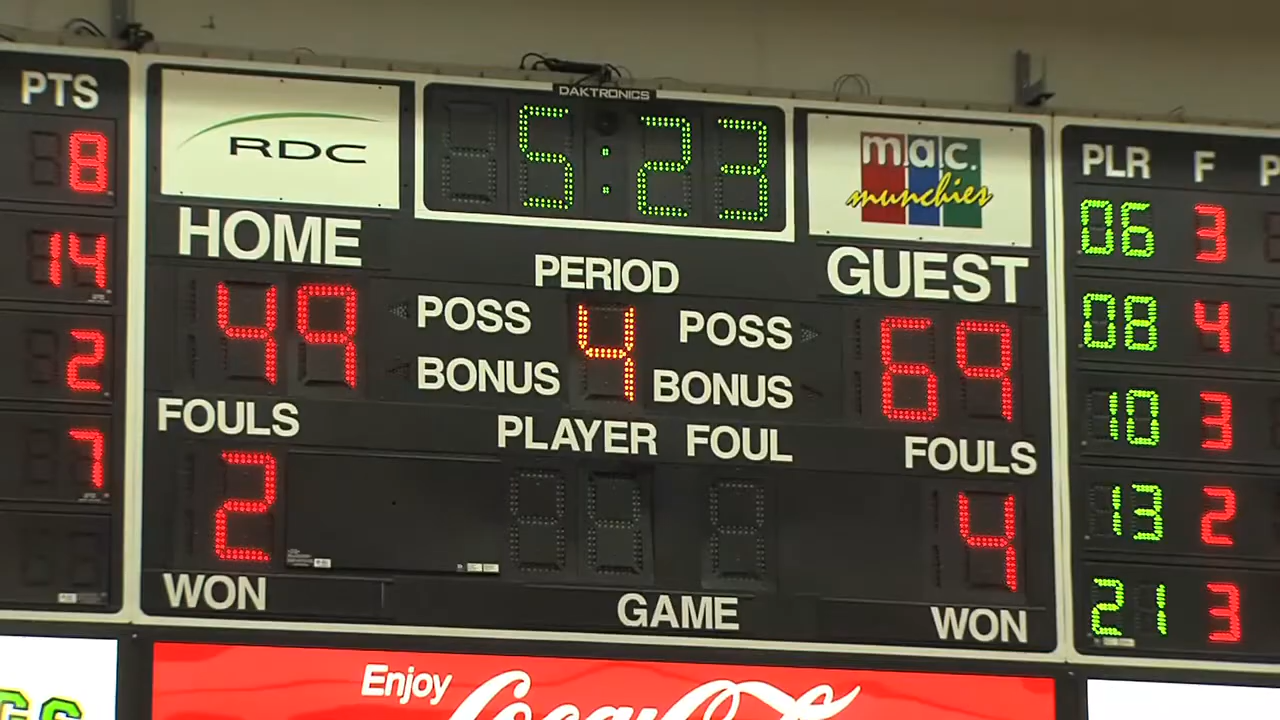 DAKTRONICS
RDC
5:23
m.a.c.
munchies
HOME
PERIOD
GUEST
49
POSS
4
POSS
69
BONUS
BONUS
FOULS
PLAYER FOUL
FOULS
2
4
WON
GAME
WON
PTS
8
14
2
7
PLR F
06 3
08 4
10 3
13 2
21 3
Enjoy